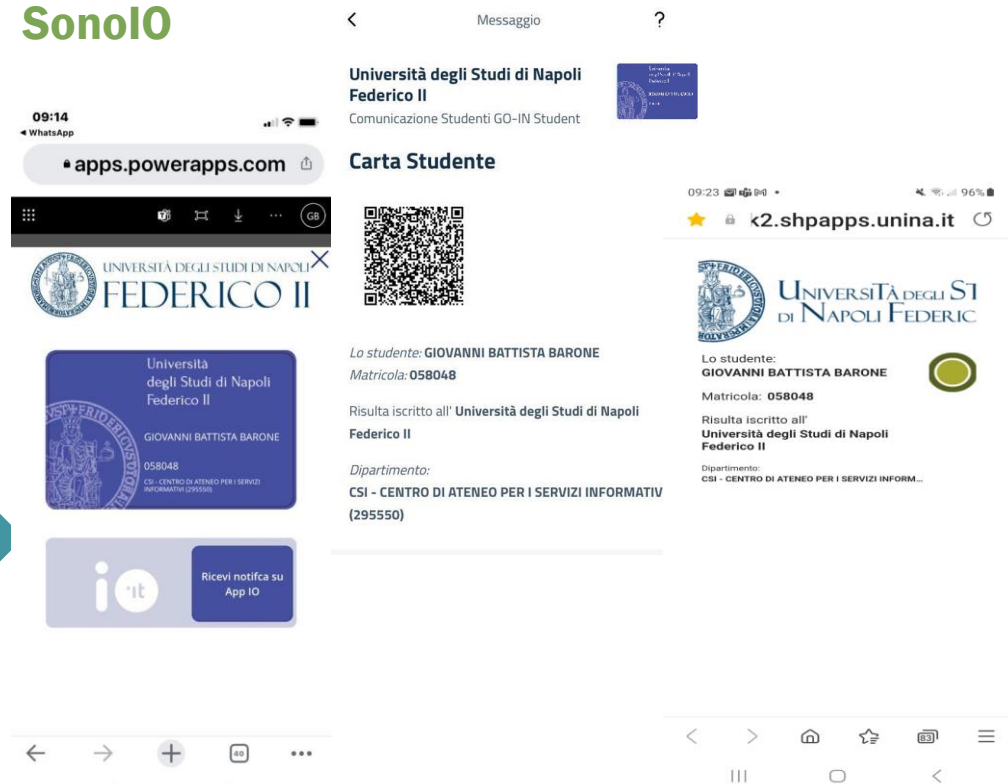 SonoIO
09:14
WhatsApp
apps.powerapps.com
GB
UNIVERSITÀ DEGLI STUDI DI NAPOLI
FEDERICO II
Università
degli Studi di Napoli
Federico II
GIOVANNI BATTISTA BARONE
058048
CSI - CENTRO DI ATENEO PER I SERVIZI
INFORMATIVI (295550)
io
.it
Ricevi notifca su
App IO
40
Messaggio
?
Università degli Studi di Napoli
Federico II
Comunicazione Studenti GO-IN Student
Carta Studente
Lo studente: GIOVANNI BATTISTA BARONE
Matricola: 058048
Risulta iscritto all' Università degli Studi di Napoli
Federico II
Dipartimento:
CSI - CENTRO DI ATENEO PER I SERVIZI INFORMATIV
(295550)
09:23
96%
k2.shpapps.unina.it
UNIVERSITÀ DEGLI ST
DI NAPOLI FEDERIC
Lo studente:
GIOVANNI BATTISTA BARONE
Matricola: 058048
Risulta iscritto all'
Università degli Studi di Napoli
Federico II
Dipartimento:
CSI - CENTRO DI ATENEO PER I SERVIZI INFORM...
83